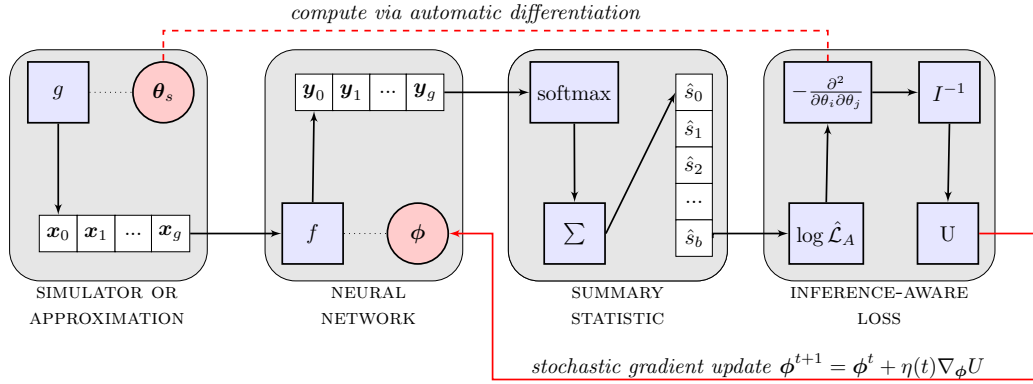 compute via automatic differentiation
g
θ_s
x_0 x_1 ... x_g
SIMULATOR OR
APPROXIMATION
y_0 y_1 ... y_g
f
ϕ
NEURAL
NETWORK
softmax
∑
ŝ_0
ŝ_1
ŝ_2
...
ŝ_b
SUMMARY
STATISTIC
−∂²/∂θ_i∂θ_j
I⁻¹
log ℒ̂_A
U
INFERENCE-AWARE
LOSS
stochastic gradient update ϕ^{t+1} = ϕ^t + η(t)∇_ϕ U